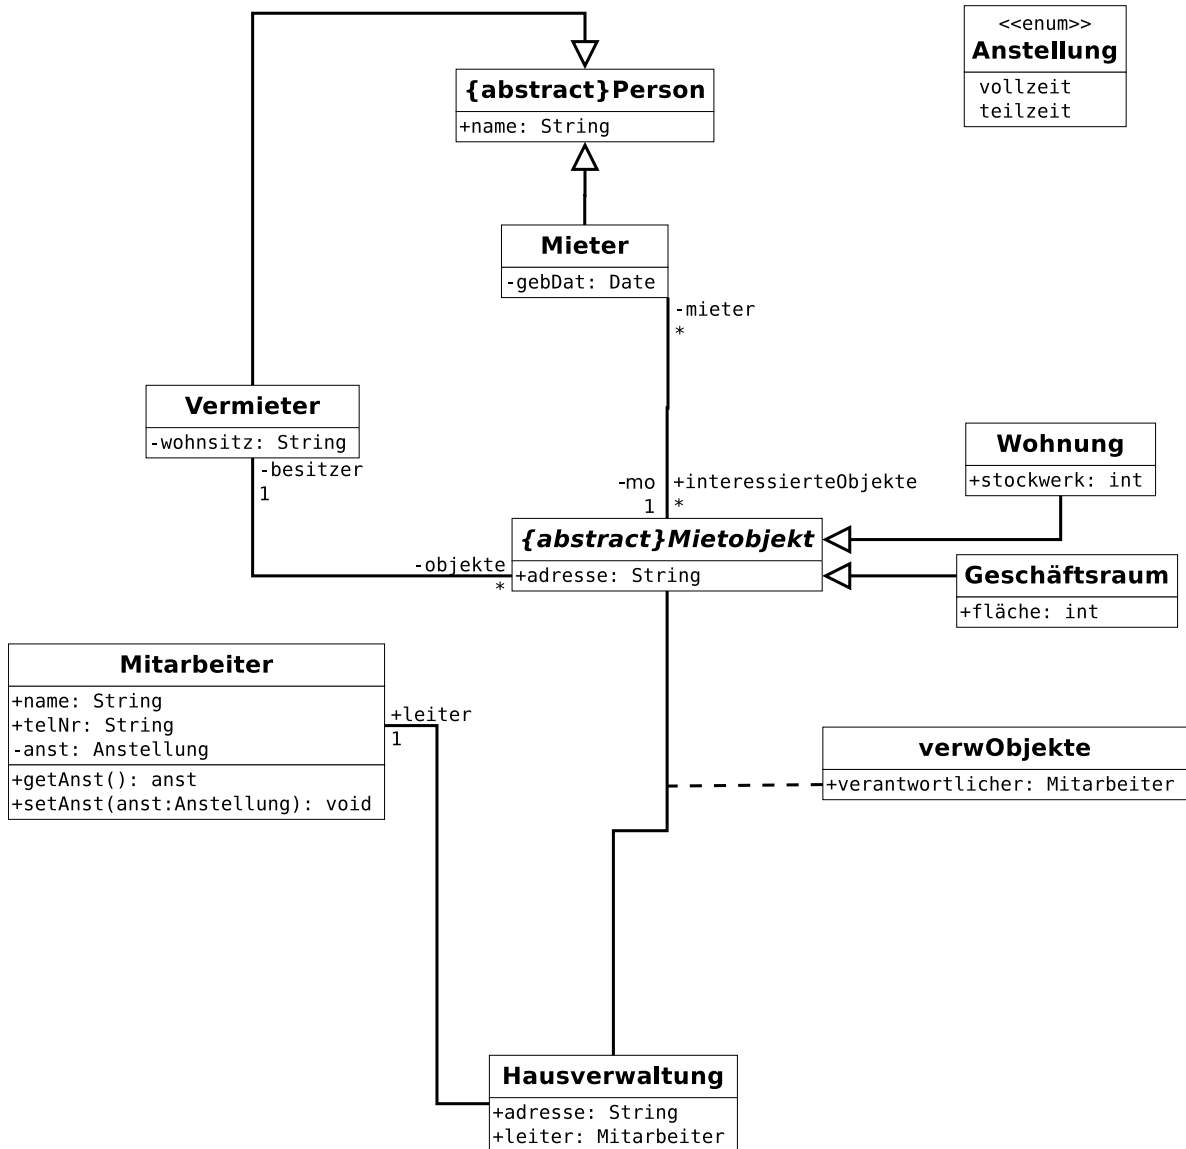 <<enum>>
Anstellung
vollzeit
teilzeit
{abstract}Person
+name: String
Mieter
-gebDat: Date
-mieter
*
Vermieter
-wohnsitz: String
-besitzer
1
Wohnung
+stockwerk: int
-mo
1
+interessierteObjekte
*
{abstract}Mietobjekt
+adresse: String
-objekte
*
Geschäftsraum
+fläche: int
Mitarbeiter
+name: String
+telNr: String
-anst: Anstellung
+getAnst(): anst
+setAnst(anst:Anstellung): void
+leiter
1
verwObjekte
+verantwortlicher: Mitarbeiter
Hausverwaltung
+adresse: String
+leiter: Mitarbeiter